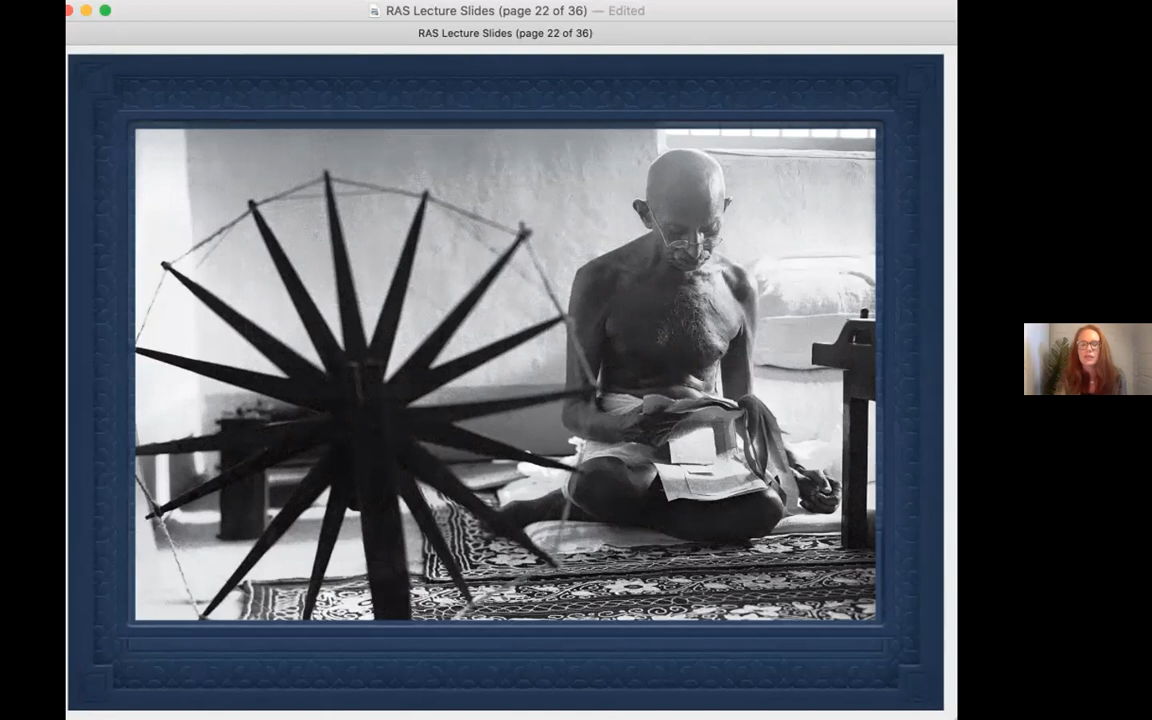 RAS Lecture Slides (page 22 of 36) — Edited
RAS Lecture Slides (page 22 of 36)